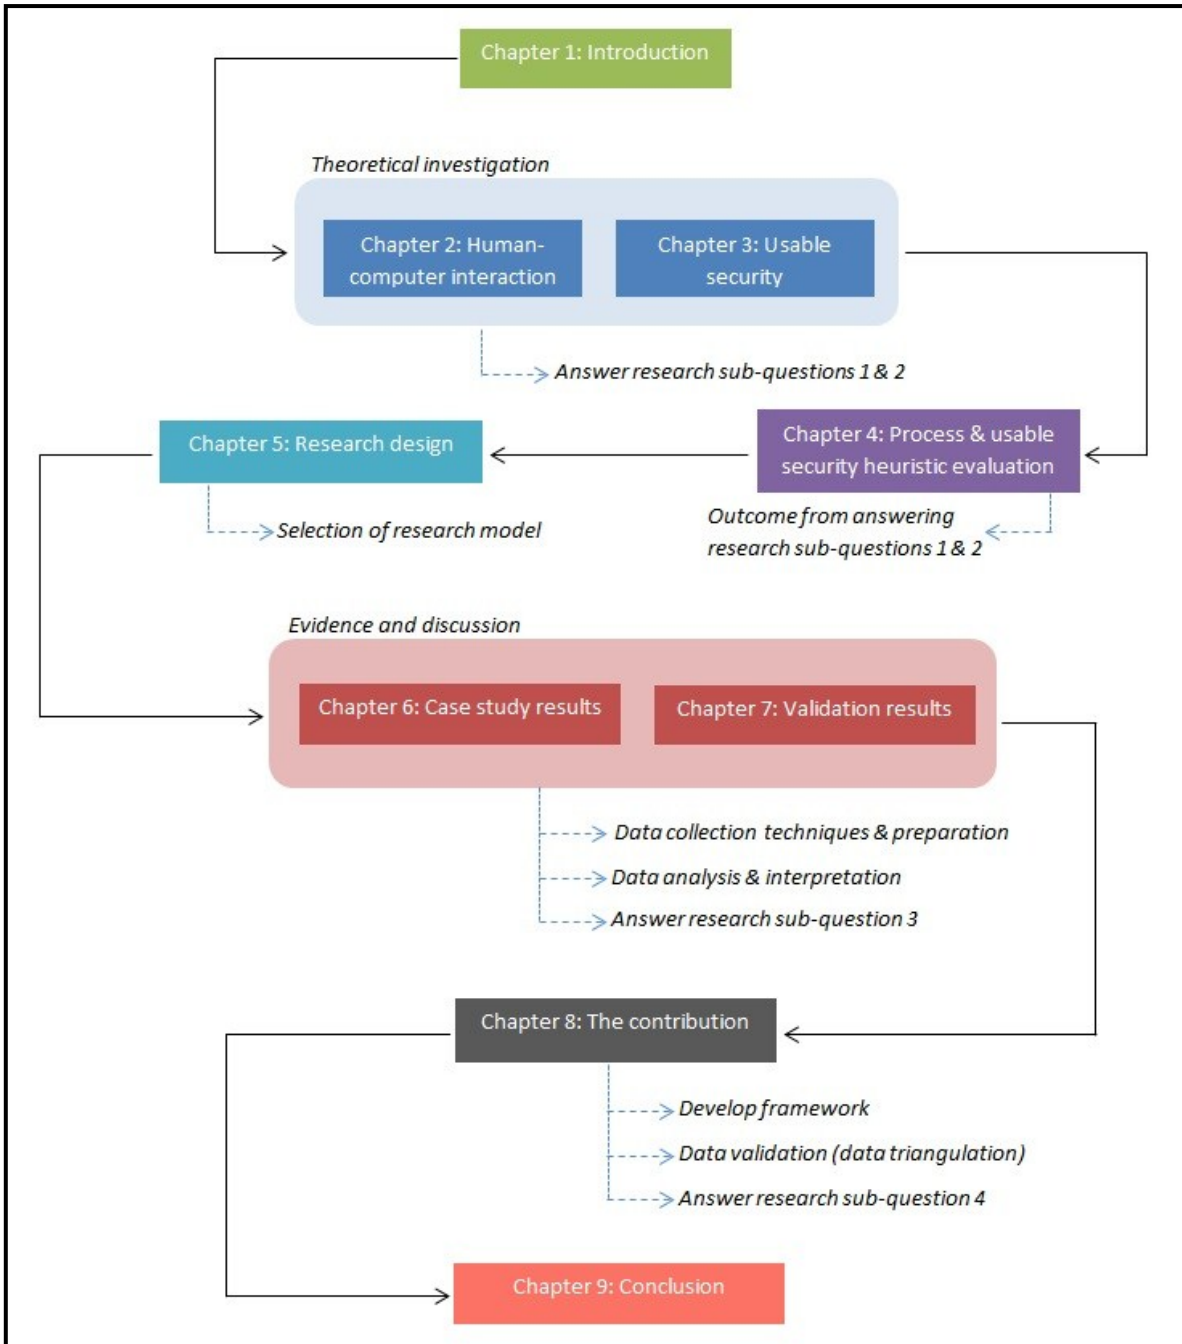 Chapter 1: Introduction
Theoretical investigation
Chapter 2: Human-
computer interaction
Chapter 3: Usable
security
Answer research sub-questions 1 & 2
Chapter 5: Research design
Chapter 4: Process & usable
security heuristic evaluation
Selection of research model
Outcome from answering
research sub-questions 1 & 2
Evidence and discussion
Chapter 6: Case study results
Chapter 7: Validation results
Data collection techniques & preparation
Data analysis & interpretation
Answer research sub-question 3
Chapter 8: The contribution
Develop framework
Data validation (data triangulation)
Answer research sub-question 4
Chapter 9: Conclusion